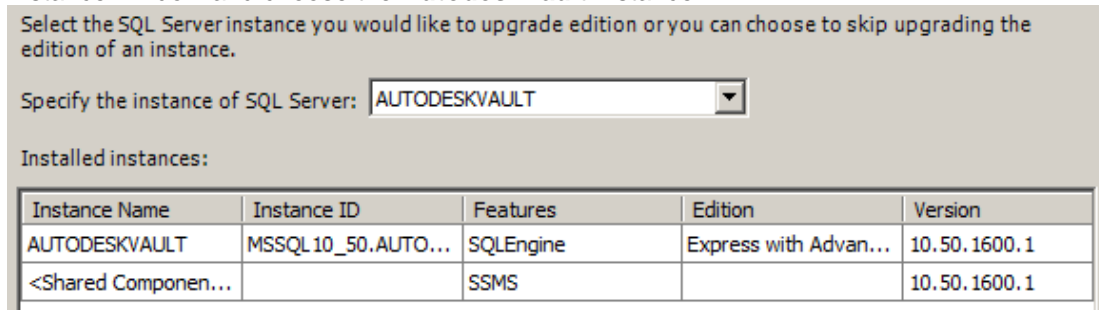 Select the SQL Server instance you would like to upgrade edition or you can choose to skip upgrading the
edition of an instance.
Specify the instance of SQL Server: AUTODESKVAULT
Installed instances:
Instance Name Instance ID Features Edition Version
AUTODESKVAULT MSSQL10_50.AUTO... SQLEngine Express with Advan... 10.50.1600.1
<Shared Componen... SSMS 10.50.1600.1